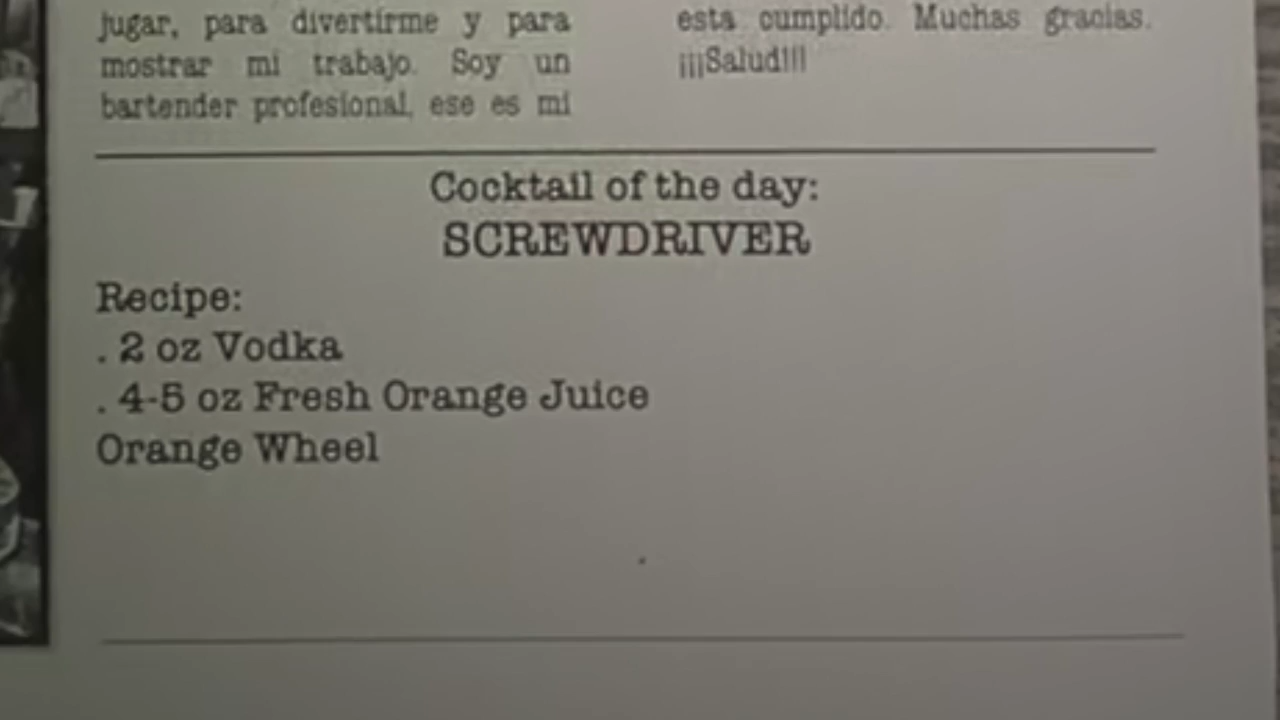 jugar, para divertirme y para
mostrar mi trabajo. Soy un
bartender profesional, ese es mi
esta cumplido. Muchas gracias.
¡¡¡Salud!!!
Cocktail of the day:
SCREWDRIVER
Recipe:
. 2 oz Vodka
. 4-5 oz Fresh Orange Juice
Orange Wheel